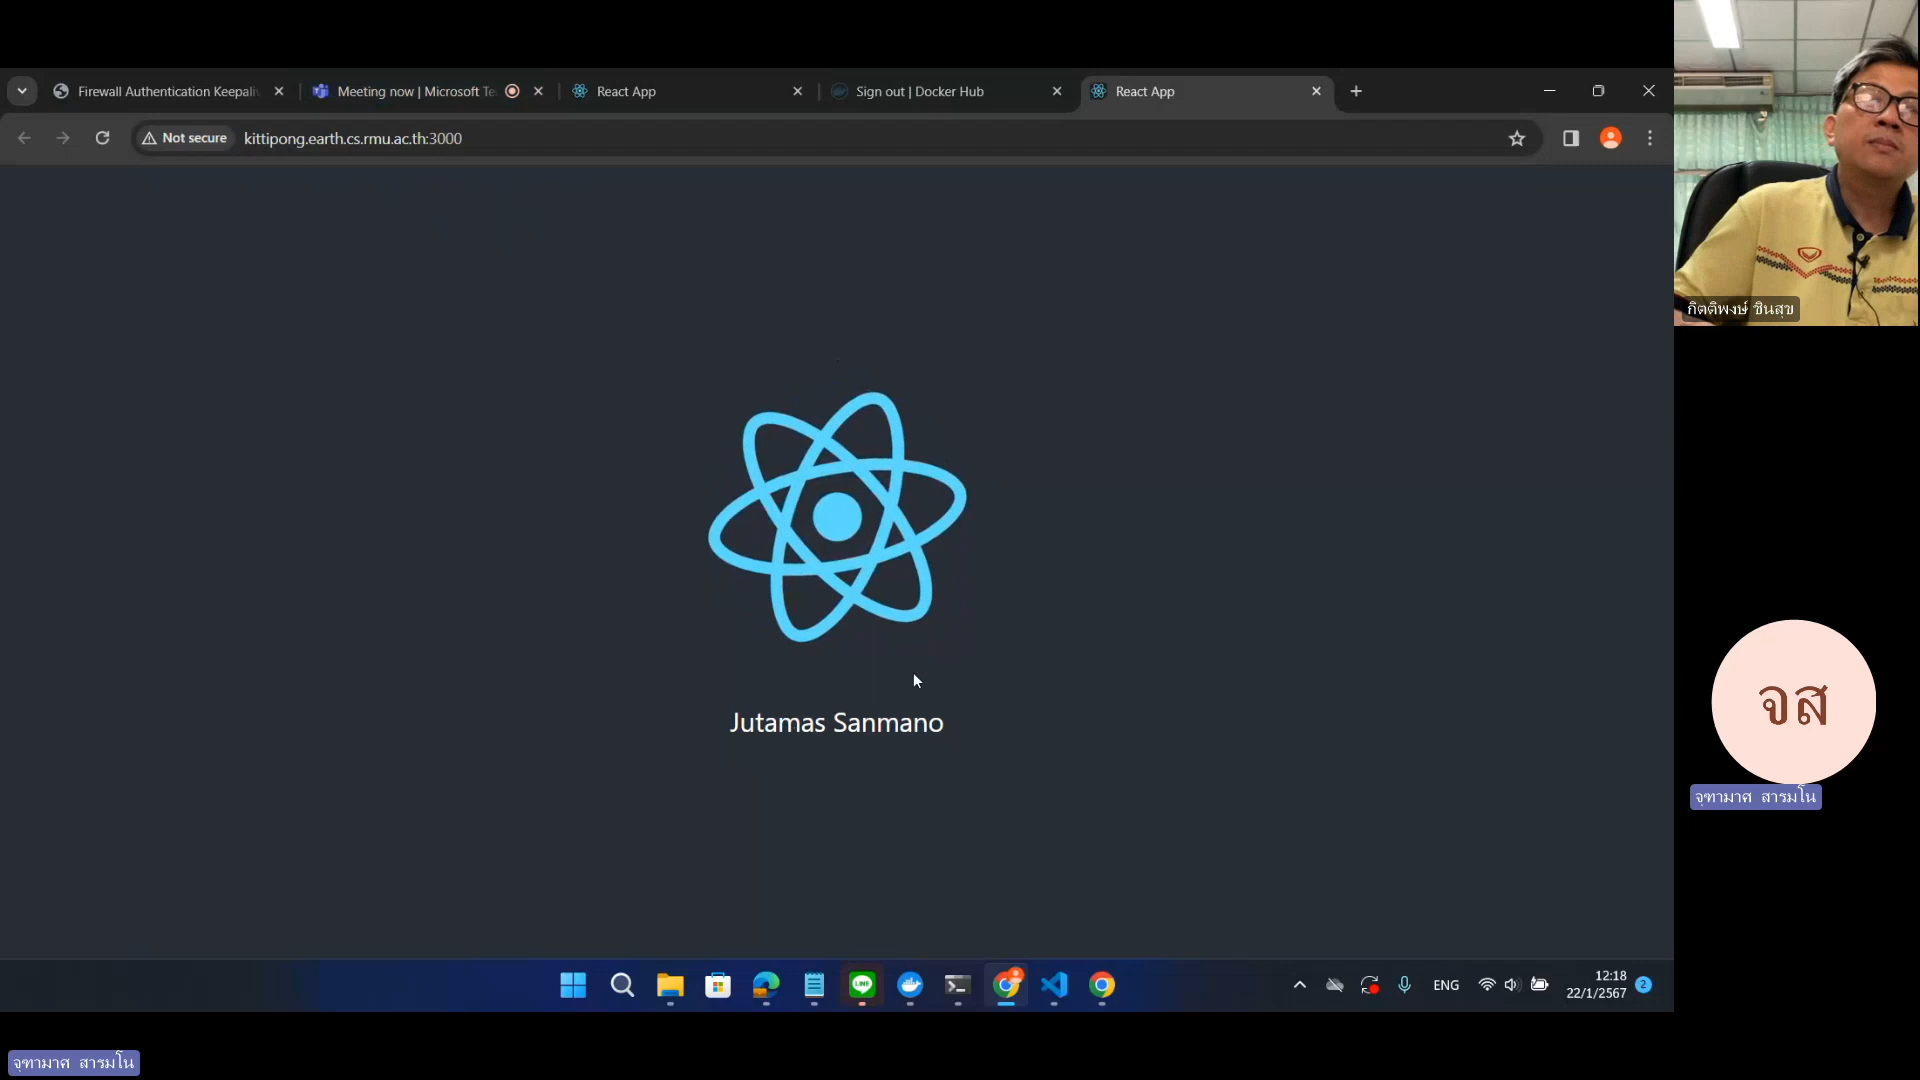 Firewall Authentication Keepaliv
Meeting now | Microsoft Te
React App
Sign out | Docker Hub
React App
Not secure
kittipong.earth.cs.rmu.ac.th:3000
กิตติพงษ์ ชินสุข
Jutamas Sanmano
จส
จุฑามาศ สารมโน
LINE
ENG
12:18
22/1/2567
2
จุฑามาศ สารมโน